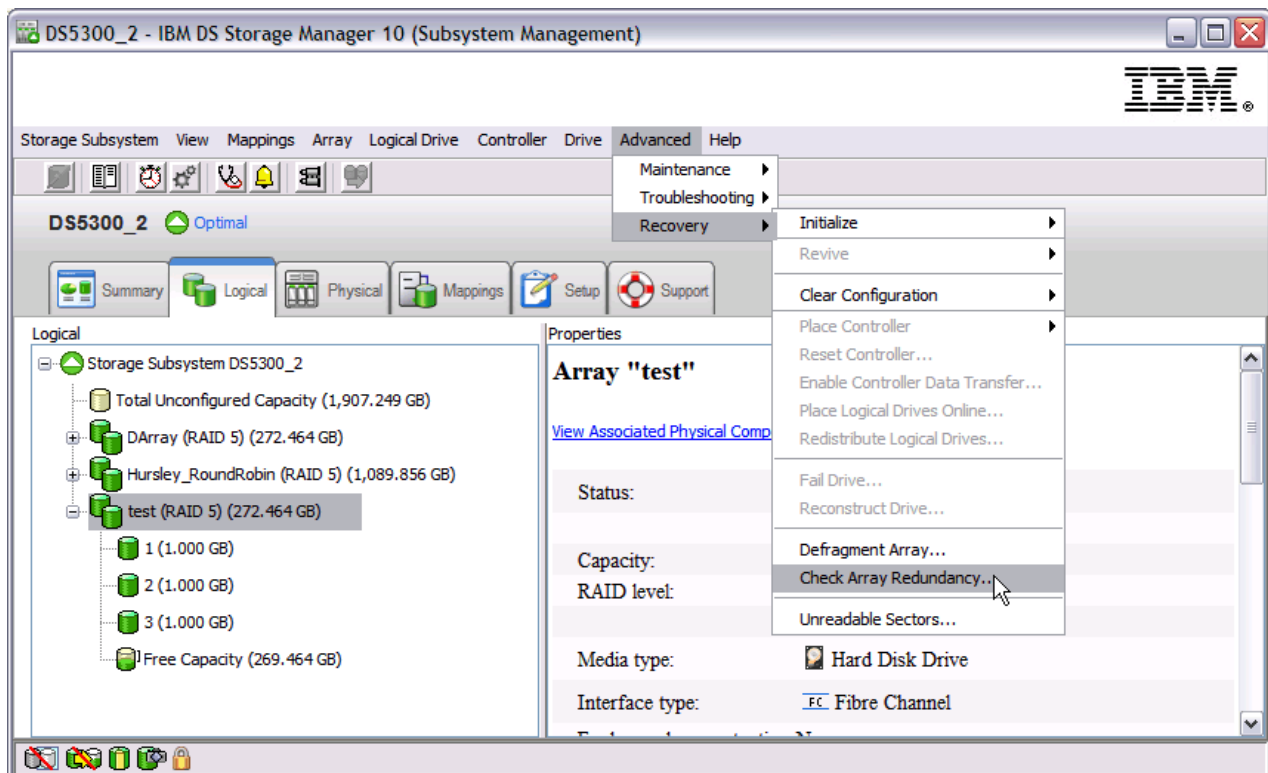 DS5300_2 - IBM DS Storage Manager 10 (Subsystem Management)
IBM®
Storage Subsystem View Mappings Array Logical Drive Controller Drive Advanced Help
Maintenance
Troubleshooting
Recovery
DS5300_2 Optimal
Initialize
Revive
Clear Configuration
Place Controller
Reset Controller...
Enable Controller Data Transfer...
Place Logical Drives Online...
Redistribute Logical Drives...
Fail Drive...
Reconstruct Drive...
Defragment Array...
Check Array Redundancy...
Unreadable Sectors...
Summary Logical Physical Mappings Setup Support
Logical
Storage Subsystem DS5300_2
Total Unconfigured Capacity (1,907.249 GB)
DArray (RAID 5) (272.464 GB)
Hursley_RoundRobin (RAID 5) (1,089.856 GB)
test (RAID 5) (272.464 GB)
1 (1.000 GB)
2 (1.000 GB)
3 (1.000 GB)
Free Capacity (269.464 GB)
Properties
Array "test"
View Associated Physical Comp
Status:
Capacity:
RAID level:
Media type: Hard Disk Drive
Interface type: FC Fibre Channel